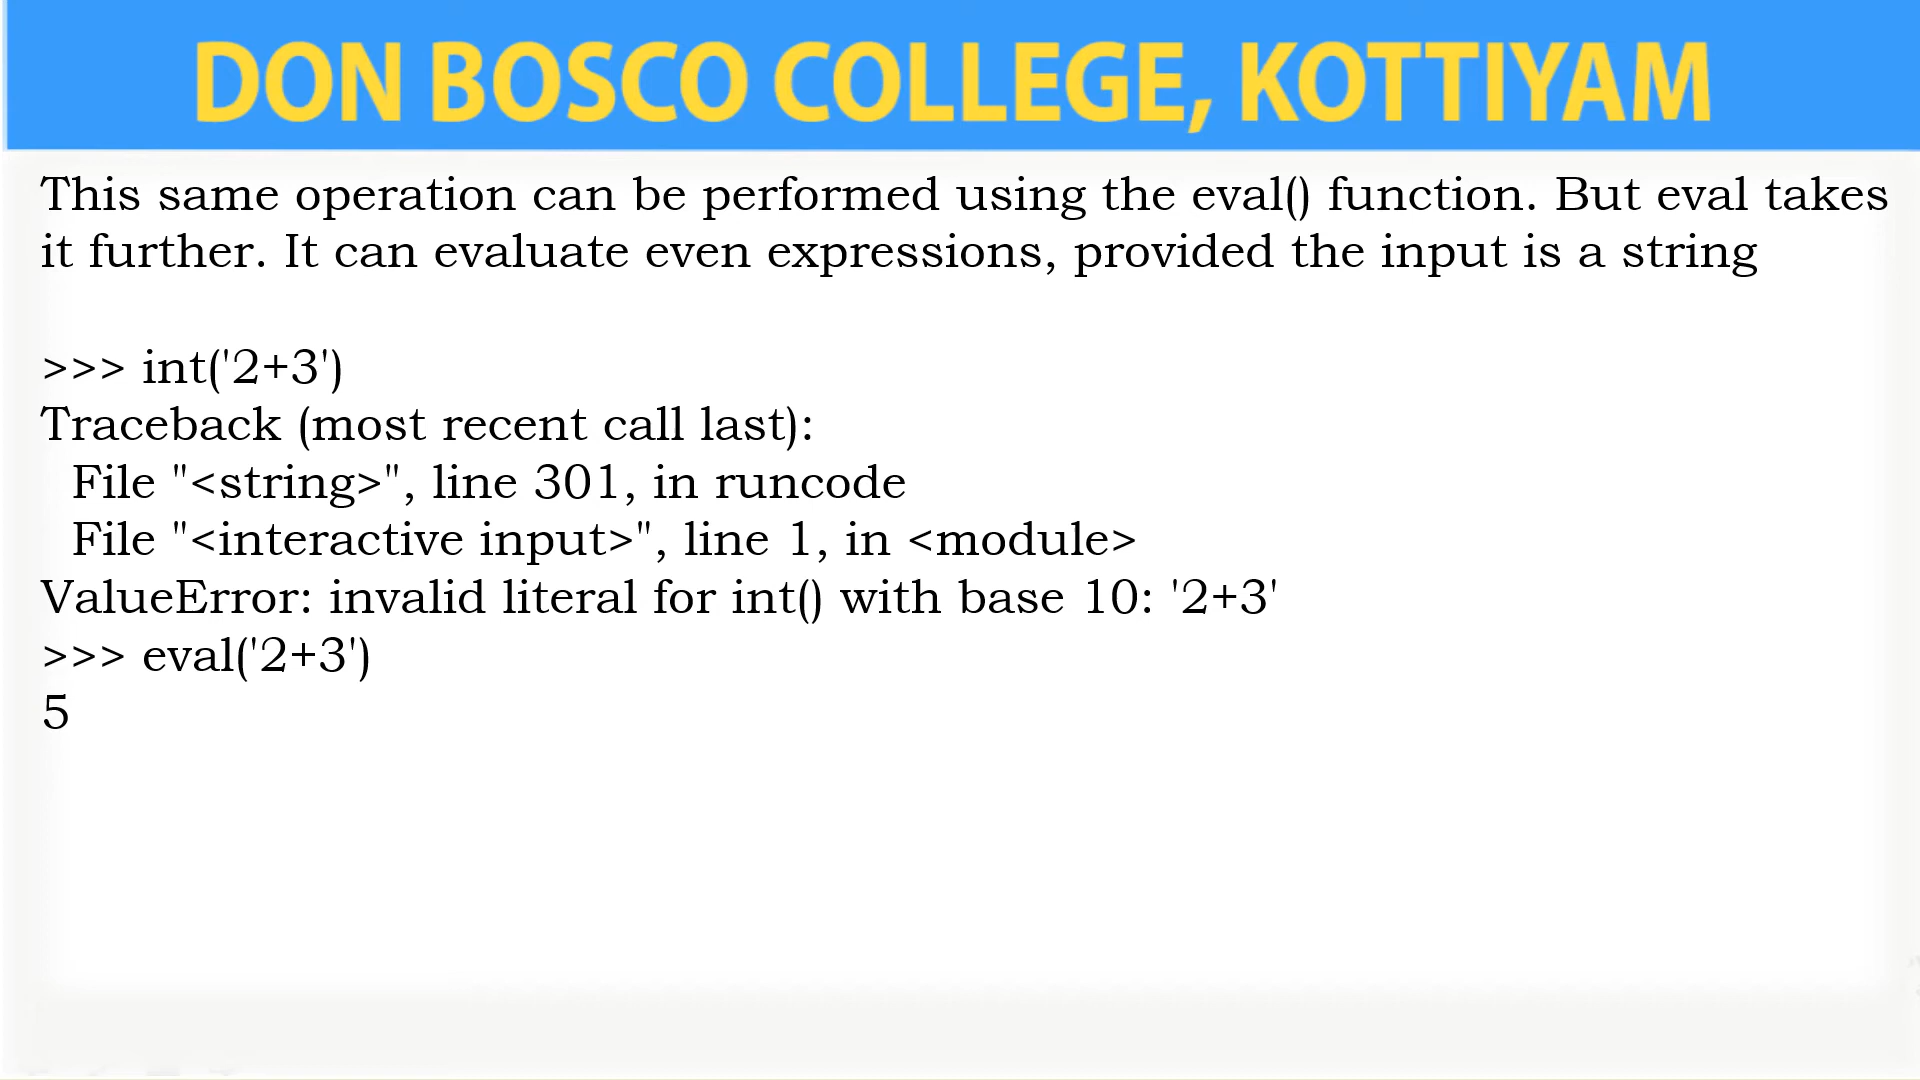 DON BOSCO COLLEGE, KOTTIYAM
This same operation can be performed using the eval() function. But eval takes
it further. It can evaluate even expressions, provided the input is a string
>>> int('2+3')
Traceback (most recent call last):
  File "<string>", line 301, in runcode
  File "<interactive input>", line 1, in <module>
ValueError: invalid literal for int() with base 10: '2+3'
>>> eval('2+3')
5